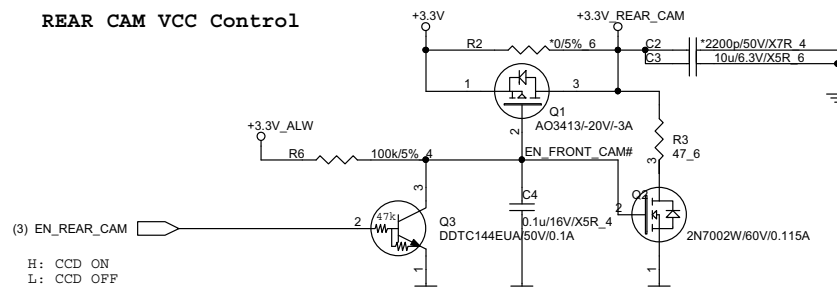 REAR CAM VCC Control
+3.3V
+3.3V_REAR_CAM
R2
*0/5%_6
C2
*2200p/50V/X7R_4
C3
10u/6.3V/X5R_6
1
3
Q1
AO3413/-20V/-3A
2
+3.3V_ALW
R6
100k/5%_4
EN_FRONT_CAM#
R3
47_6
3
3
C4
0.1u/16V/X5R_4
Q2
2
2N7002W/60V/0.115A
1
(3) EN_REAR_CAM
2
47k
Q3
DDTC144EUA/50V/0.1A
1
H: CCD ON
L: CCD OFF